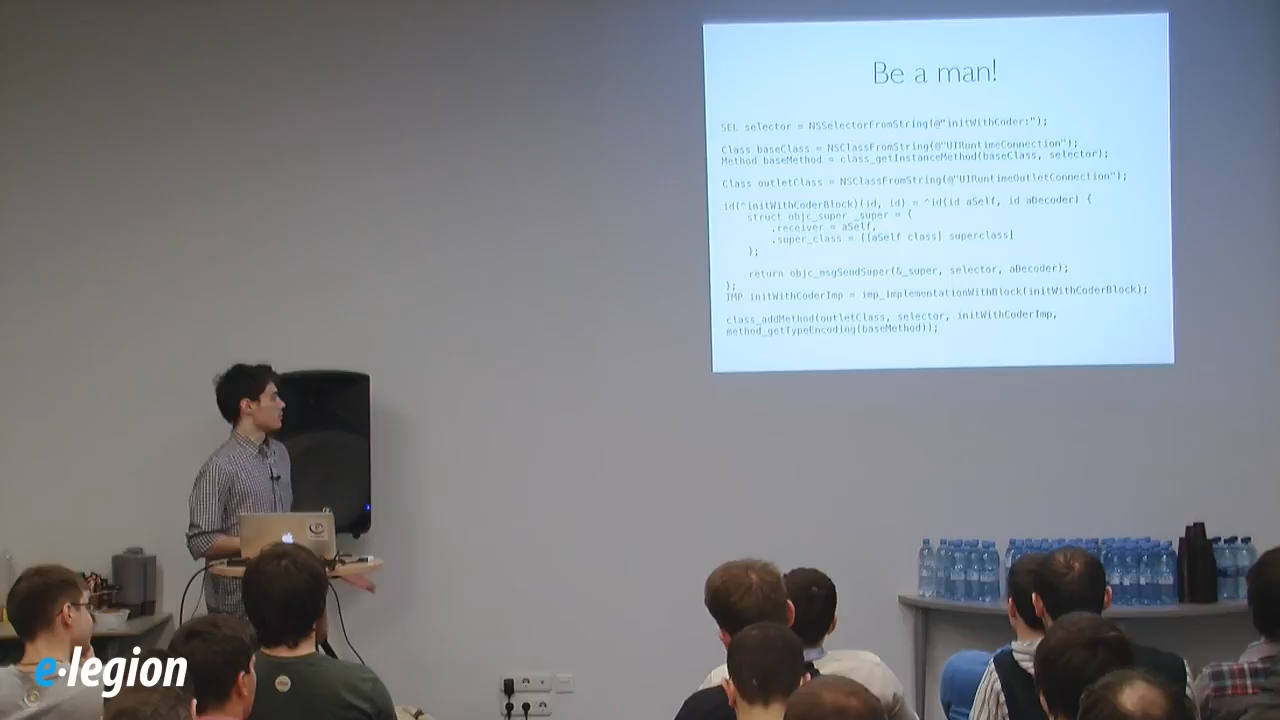 Be a man!
SEL selector = NSSelectorFromString(@"initWithCoder:");
Class baseClass = NSClassFromString(@"UIRuntimeConnection");
Method baseMethod = class_getInstanceMethod(baseClass, selector);
Class outletClass = NSClassFromString(@"UIRuntimeOutletConnection");
id(^initWithCoderBlock)(id, id) = ^id(id aSelf, id aDecoder) {
struct objc_super _super = {
.receiver = aSelf,
.super_class = [[aSelf class] superclass]
};
return objc_msgSendSuper(&_super, selector, aDecoder);
};
IMP initWithCoderImp = imp_implementationWithBlock(initWithCoderBlock);
class_addMethod(outletClass, selector, initWithCoderImp,
method_getTypeEncoding(baseMethod));
e·legion